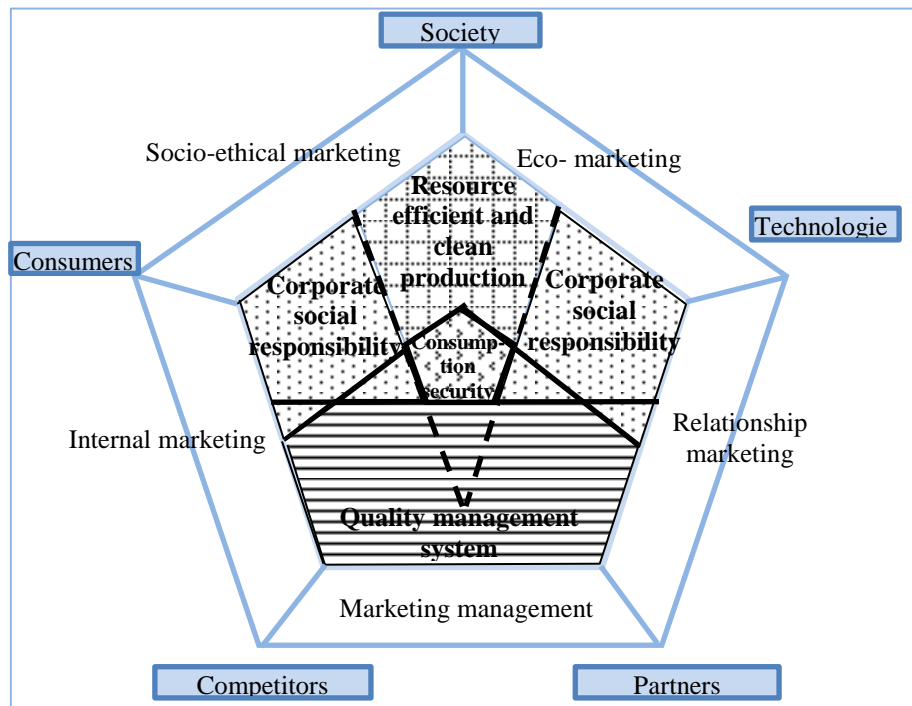 Society
Socio-ethical marketing
Eco- marketing
Resource
efficient and
clean
production
Technologie
Consumers
Corporate
social
responsibility
Corporate
social
responsibility
Consump-
tion
security
Internal marketing
Relationship
marketing
Quality management
system
Marketing management
Competitors
Partners